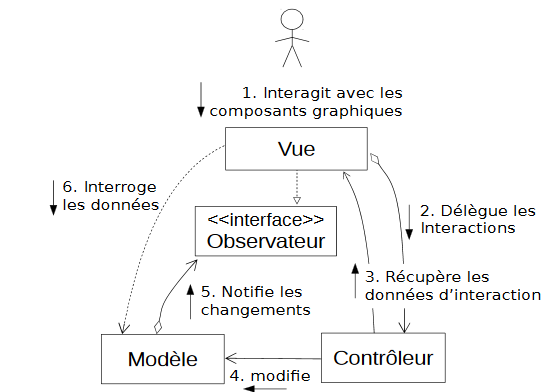 1. Interagit avec les
composants graphiques
Vue
6. Interroge
les données
<<interface>>
Observateur
2. Délègue les
Interactions
3. Récupère les
données d’interaction
5. Notifie les
changements
Modèle
Contrôleur
4. modifie